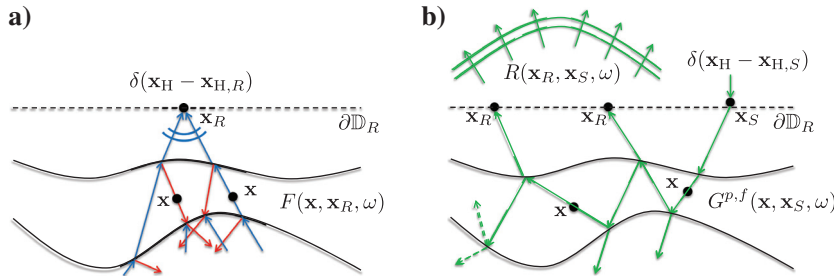 a)
δ(x_H − x_{H,R})
x_R
∂𝔻_R
x
x
F(x, x_R, ω)
b)
R(x_R, x_S, ω)
δ(x_H − x_{H,S})
x_R
x_R
x_S
∂𝔻_R
x
x
G^{p,f}(x, x_S, ω)